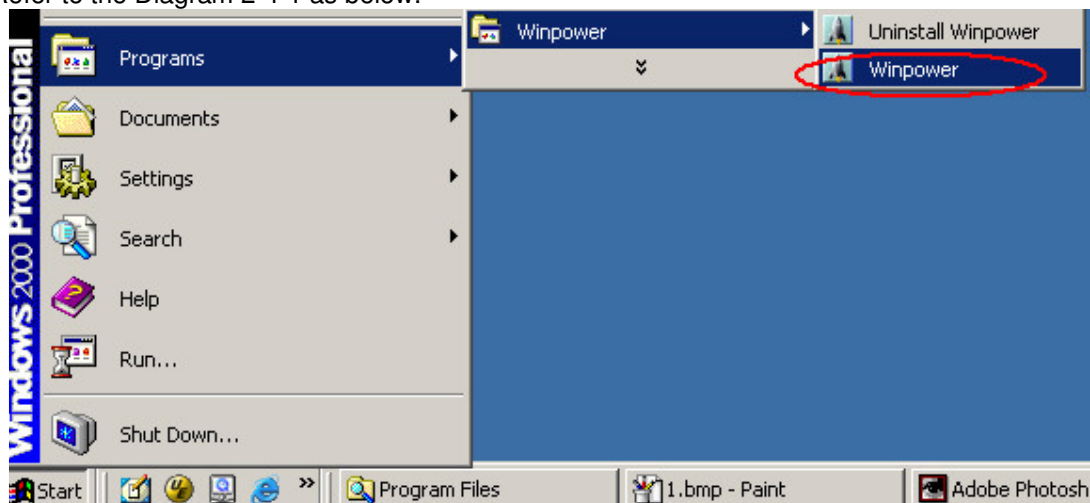 Refer to the Diagram 2-1-1 as below:
Windows 2000 Professional
Programs
Documents
Settings
Search
Help
Run...
Shut Down...
Winpower
Uninstall Winpower
Winpower
Start
Program Files
1.bmp - Paint
Adobe Photosh